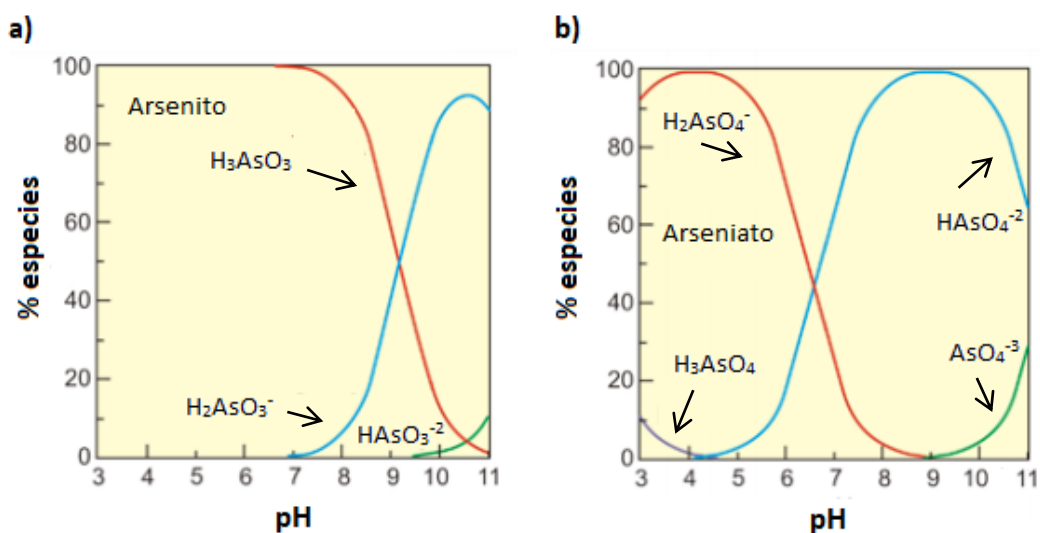 a)
100
80
60
40
20
0
% especies
Arsenito
H₃AsO₃
H₂AsO₃⁻
HAsO₃⁻²
3 4 5 6 7 8 9 10 11
pH
b)
100
80
60
40
20
0
% especies
H₂AsO₄⁻
Arseniato
HAsO₄⁻²
H₃AsO₄
AsO₄⁻³
3 4 5 6 7 8 9 10 11
pH